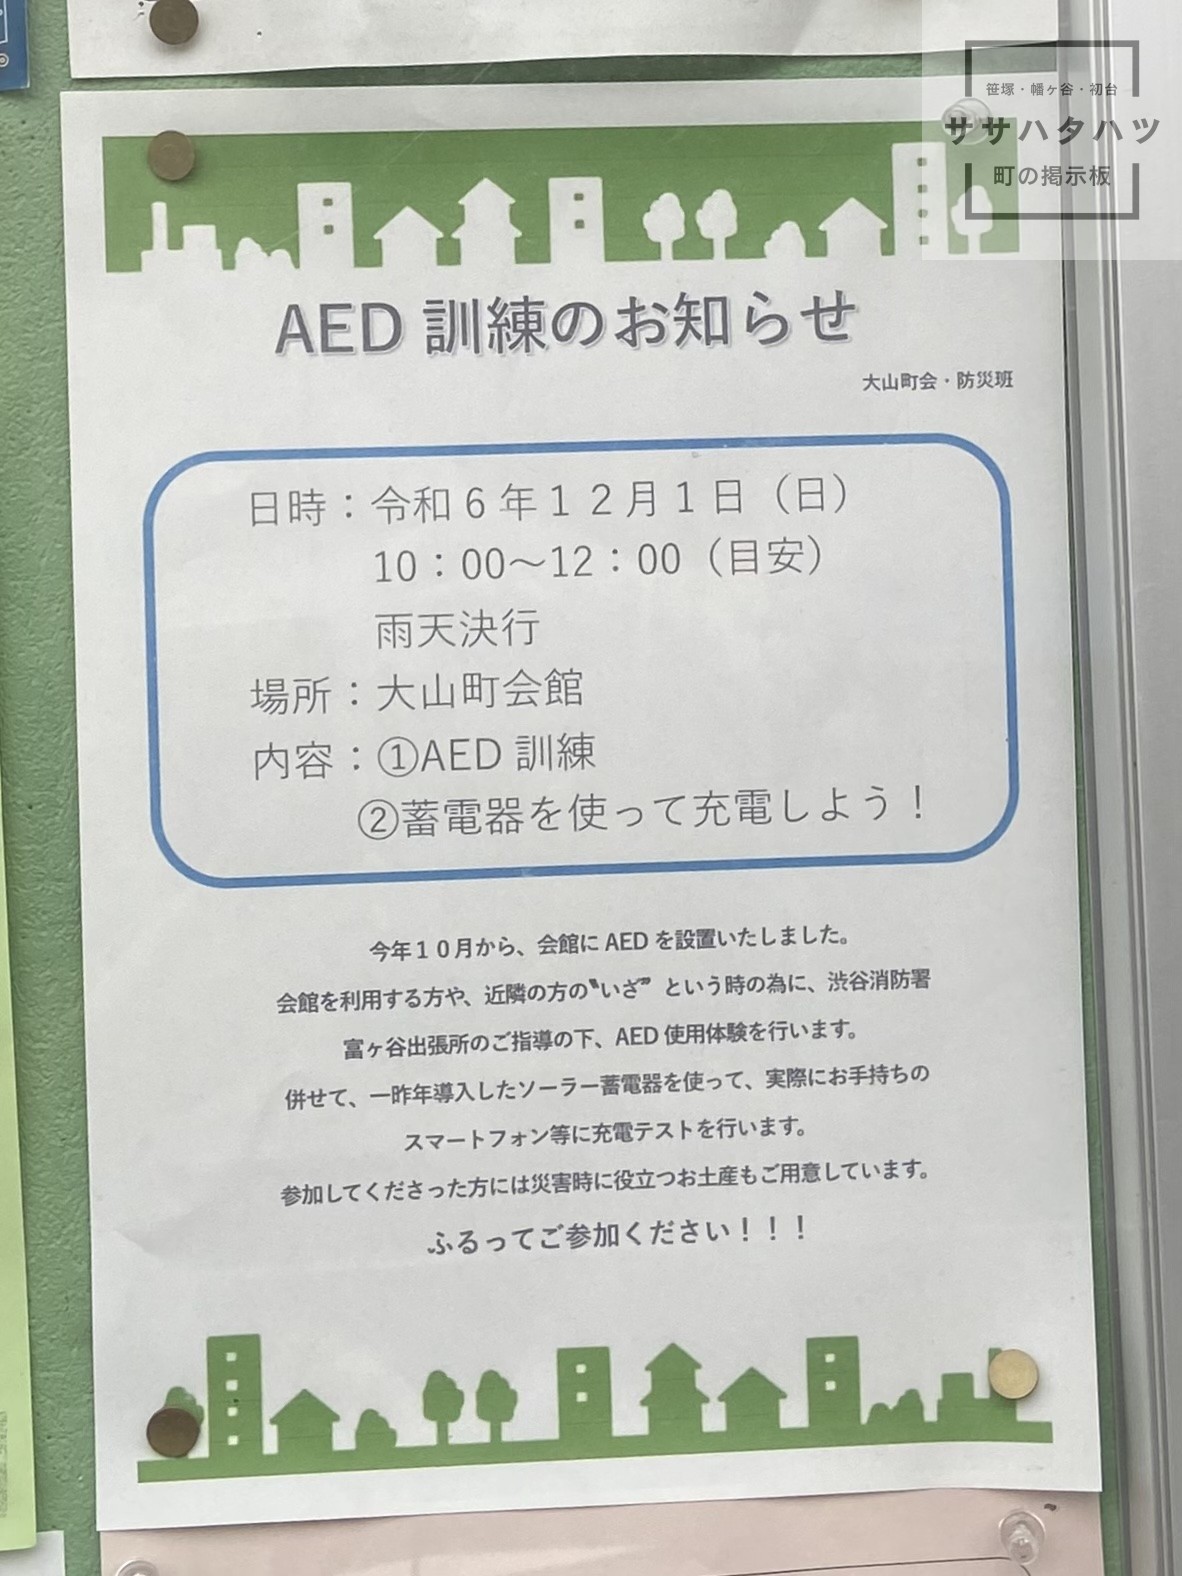 笹塚・幡ヶ谷・初台
ササハタハツ
町の掲示板
AED 訓練のお知らせ
大山町会・防災班
日時：令和６年１２月１日（日）
10：00～12：00（目安）
雨天決行
場所：大山町会館
内容：①AED 訓練
②蓄電器を使って充電しよう！
今年１０月から、会館に AED を設置いたしました。
会館を利用する方や、近隣の方の〝いざ〞という時の為に、渋谷消防署
富ヶ谷出張所のご指導の下、AED 使用体験を行います。
併せて、一昨年導入したソーラー蓄電器を使って、実際にお手持ちの
スマートフォン等に充電テストを行います。
参加してくださった方には災害時に役立つお土産もご用意しています。
ふるってご参加ください！！！